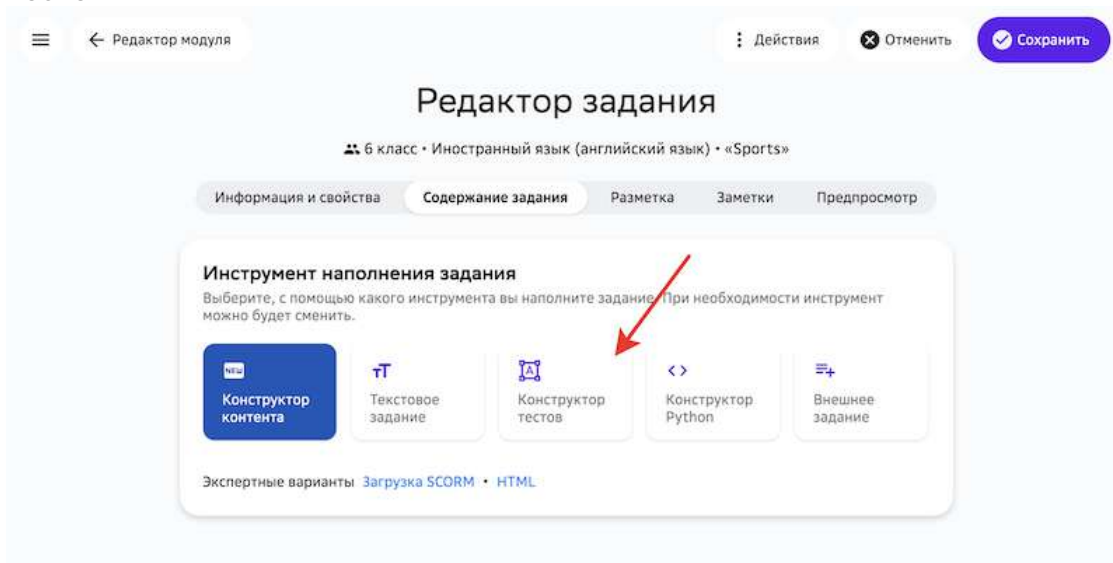 Редактор модуля
Действия
Отменить
Сохранить
Редактор задания
6 класс • Иностранный язык (английский язык) • «Sports»
Информация и свойства
Содержание задания
Разметка
Заметки
Предпросмотр
Инструмент наполнения задания
Выберите, с помощью какого инструмента вы наполните задание. При необходимости инструмент
можно будет сменить.
NEW
Конструктор
контента
тТ
Текстовое
задание
A
Конструктор
тестов
<>
Конструктор
Python
Внешнее
задание
Экспертные варианты Загрузка SCORM • HTML